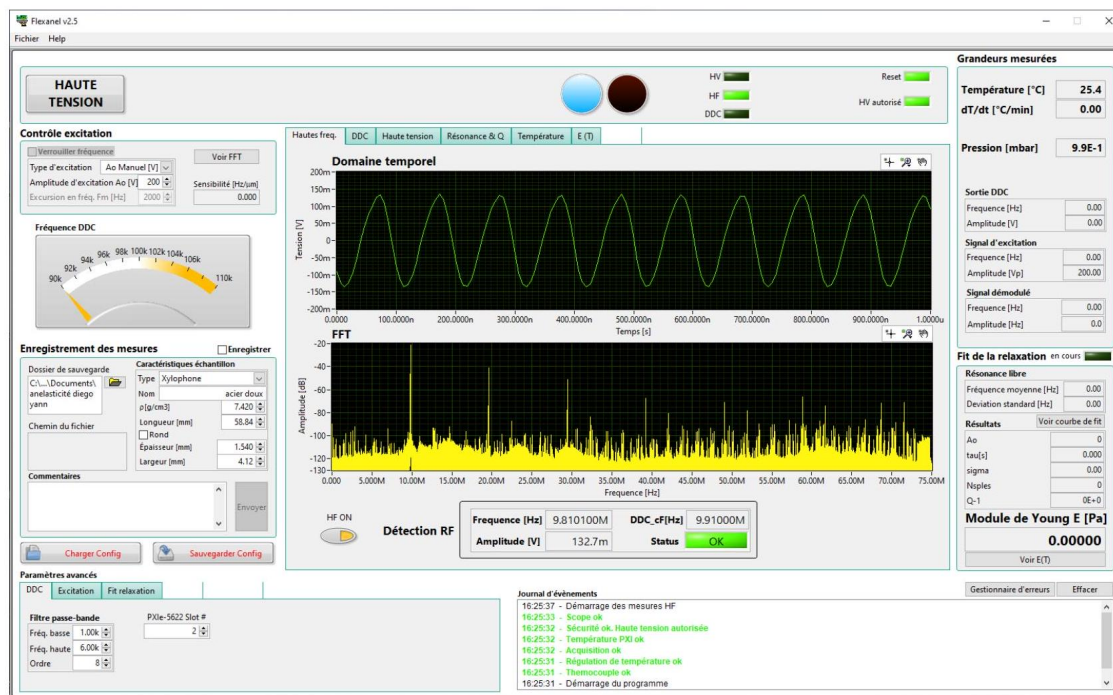 Flexanel v2.5
Fichier Help
HAUTE
TENSION
HV
HF
DDC
Reset
HV autorisé
Contrôle excitation
Verrouiller fréquence
Voir FFT
Type d'excitation Ao Manuel [V]
Amplitude d'excitation Ao [V] 200
Sensibilité [Hz/µm]
Excursion en fréq. Fm [Hz] 2000
0.000
Fréquence DDC
90k 92k 94k 96k 98k 100k 102k 104k 106k 110k
Enregistrement des mesures
Enregistrer
Dossier de sauvegarde
C:\...\Documents\
anelasticité diego
yann
Chemin du fichier
Caractéristiques échantillon
Type Xylophone
Nom acier doux
ρ[g/cm3] 7.420
Longueur [mm] 58.84
Rond
Épaisseur [mm] 1.540
Largeur [mm] 4.12
Commentaires
Envoyer
Charger Config
Sauvegarder Config
Hautes freq. DDC Haute tension Résonance & Q Température E (T)
Domaine temporel
Tension [V]
200m
150m
100m
50m
0
-50m
-100m
-150m
-200m
0.0000 100.0000n 200.0000n 300.0000n 400.0000n 500.0000n 600.0000n 700.0000n 800.0000n 900.0000n 1.0000u
Temps [s]
FFT
Amplitude [dB]
-20
-40
-60
-80
-100
-120
-130
0.000 5.00M 10.00M 15.00M 20.00M 25.00M 30.00M 35.00M 40.00M 45.00M 50.00M 55.00M 60.00M 65.00M 70.00M 75.00M
Frequence [Hz]
HF ON
Détection RF
Frequence [Hz] 9.810100M DDC_cF[Hz] 9.91000M
Amplitude [V] 132.7m Status OK
Grandeurs mesurées
Température [°C] 25.4
dT/dt [°C/min] 0.00
Pression [mbar] 9.9E-1
Sortie DDC
Frequence [Hz] 0.00
Amplitude [V] 0.00
Signal d'excitation
Frequence [Hz] 0.00
Amplitude [Vp] 200.00
Signal démodulé
Frequence [Hz] 0.00
Amplitude [Hz] 0.0
Fit de la relaxation en cours
Résonance libre
Fréquence moyenne [Hz] 0.00
Deviation standard [Hz] 0.00
Résultats Voir courbe de fit
Ao 0
tau[s] 0.000
sigma 0.00
Nsples 0
Q-1 0E+0
Module de Young E [Pa]
0.00000
Voir E(T)
Paramètres avancés
DDC Excitation Fit relaxation
Filtre passe-bande
Fréq. basse 1.00k
Fréq. haute 6.00k
Ordre 8
PXIe-5622 Slot #
2
Journal d'évènements
Gestionnaire d'erreurs Effacer
16:25:37 - Démarrage des mesures HF
16:25:33 - Scope ok
16:25:32 - Sécurité ok. Haute tension autorisée
16:25:32 - Température PXI ok
16:25:32 - Acquisition ok
16:25:31 - Régulation de température ok
16:25:31 - Themocouple ok
16:25:31 - Démarrage du programme